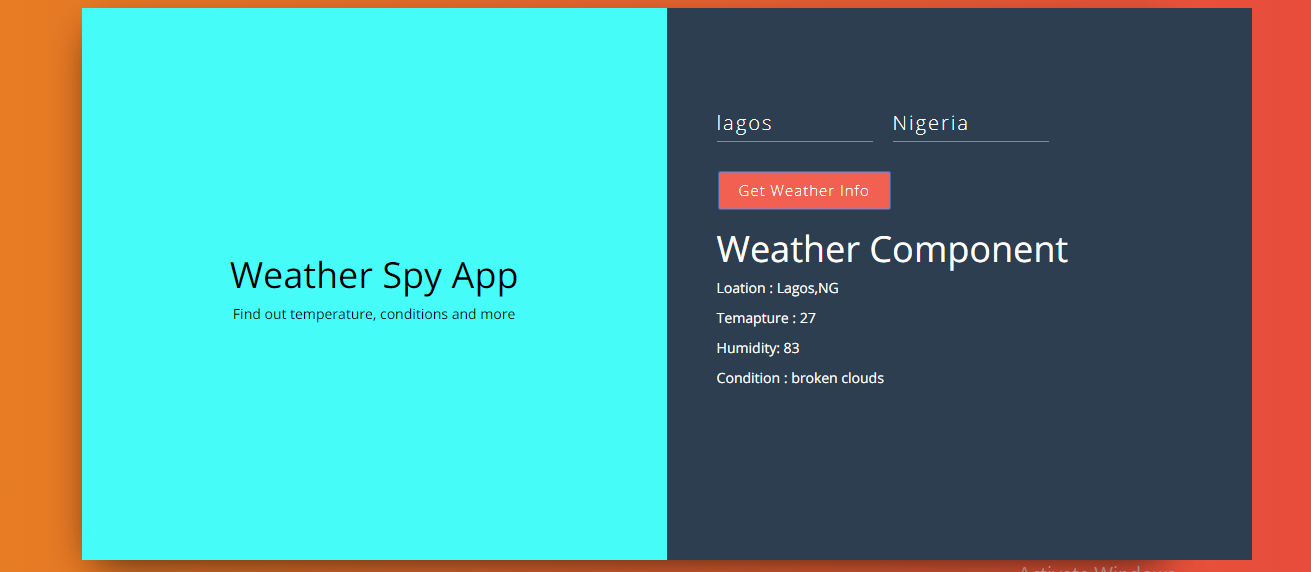 Weather Spy App
Find out temperature, conditions and more
lagos Nigeria
Get Weather Info
Weather Component
Loation : Lagos,NG
Temapture : 27
Humidity: 83
Condition : broken clouds
Activate Windows